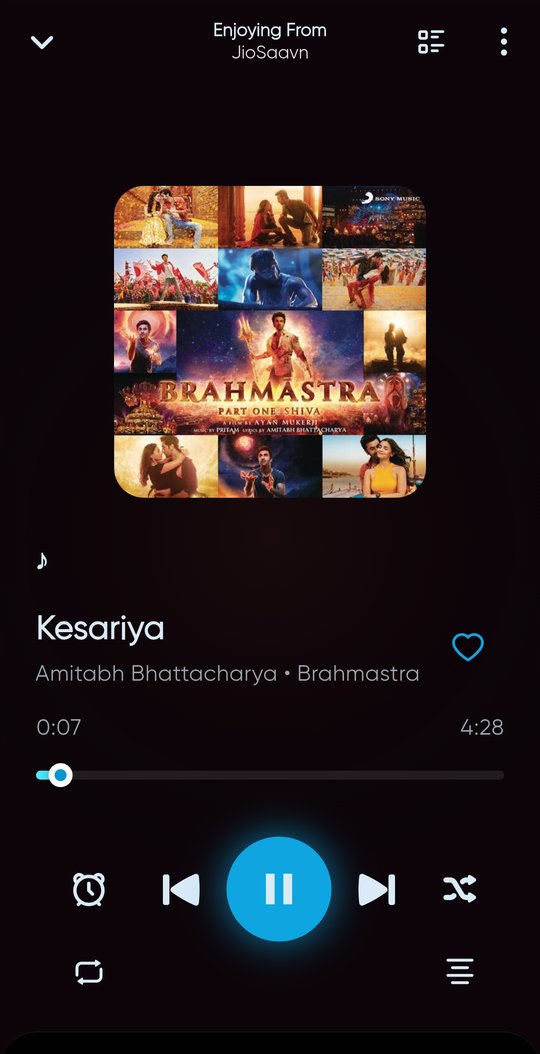 Enjoying From
JioSaavn
SONY MUSIC
BRAHMĀSTRA
PART ONE: SHIVA
A FILM BY AYAN MUKERJI
MUSIC BY PRITAM LYRICS BY AMITABH BHATTACHARYA
♪
Kesariya
Amitabh Bhattacharya • Brahmastra
0:07
4:28